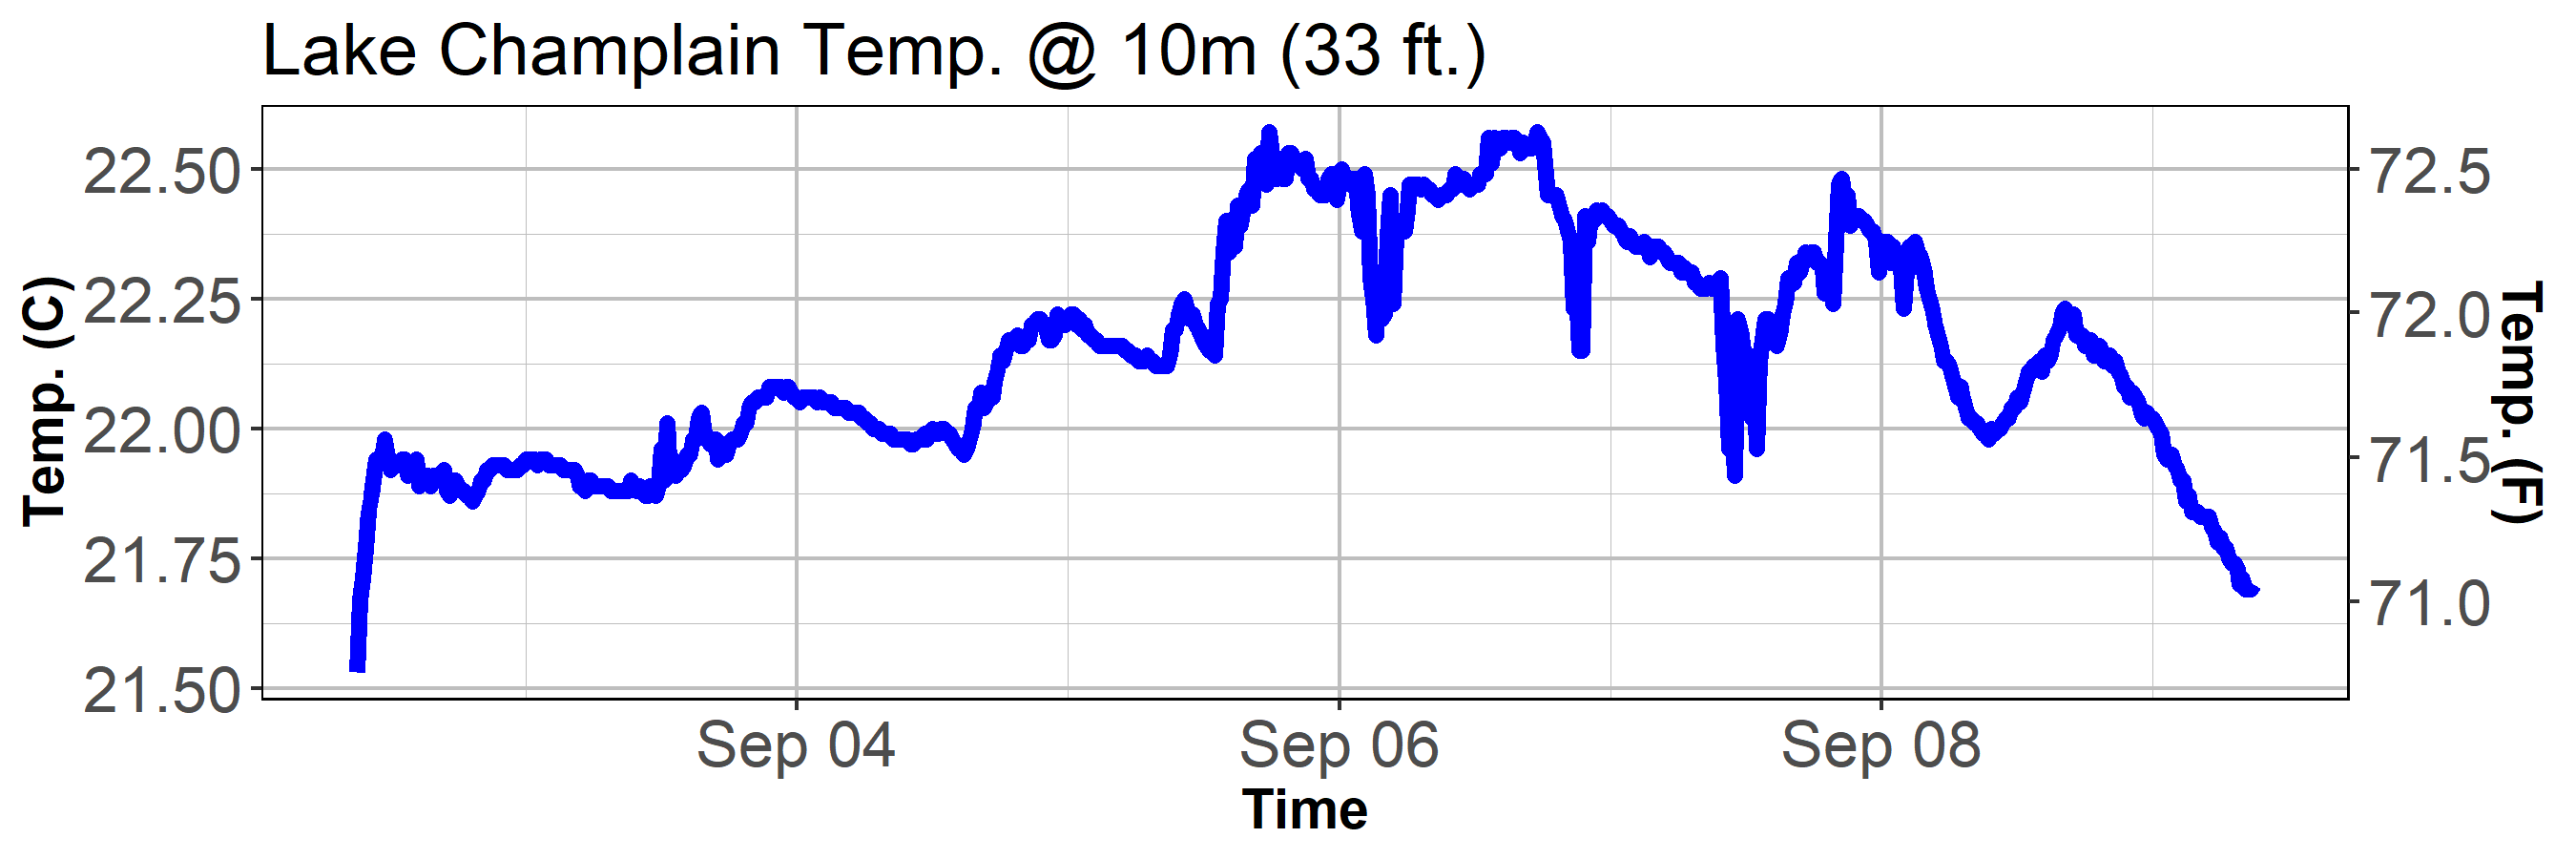 Lake Champlain Temp. @ 10m (33 ft.)
Temp. (C)
22.50
22.25
22.00
21.75
21.50
72.5
72.0
71.5
71.0
Temp. (F)
Sep 04
Sep 06
Sep 08
Time